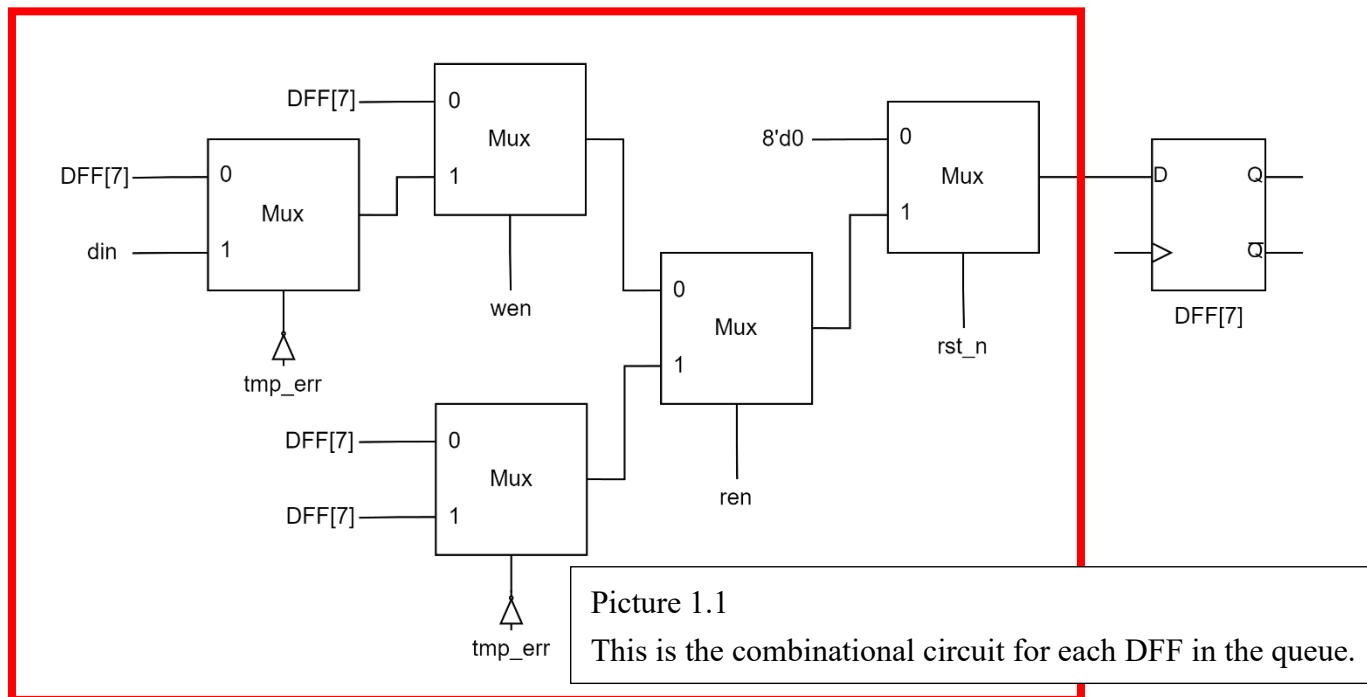 DFF[7]
0
Mux
1
wen
DFF[7]
0
Mux
1
din
tmp_err
8'd0
0
Mux
1
rst_n
D
Q
Q̅
DFF[7]
0
Mux
1
ren
DFF[7]
0
Mux
DFF[7]
1
tmp_err
Picture 1.1
This is the combinational circuit for each DFF in the queue.